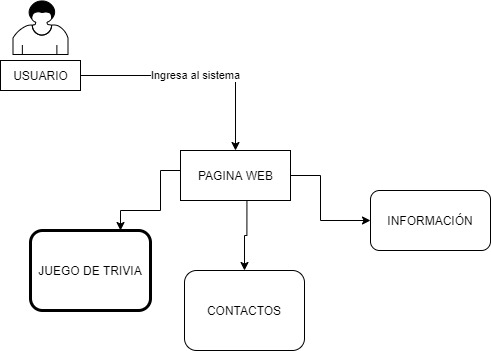 USUARIO
Ingresa al sistema
PAGINA WEB
INFORMACIÓN
JUEGO DE TRIVIA
CONTACTOS